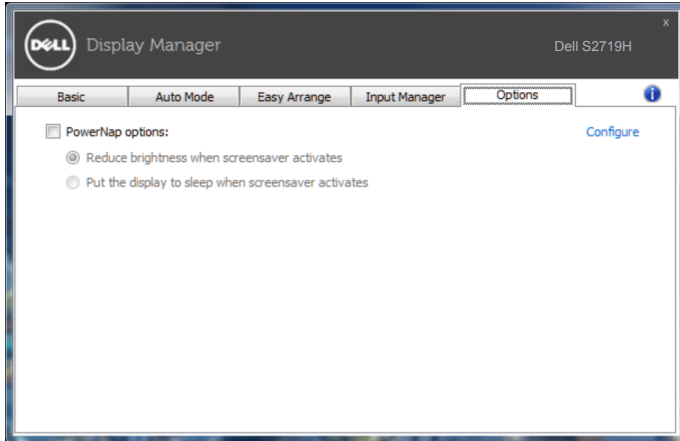 x
DELL Display Manager Dell S2719H
Basic Auto Mode Easy Arrange Input Manager Options i
PowerNap options: Configure
Reduce brightness when screensaver activates
Put the display to sleep when screensaver activates